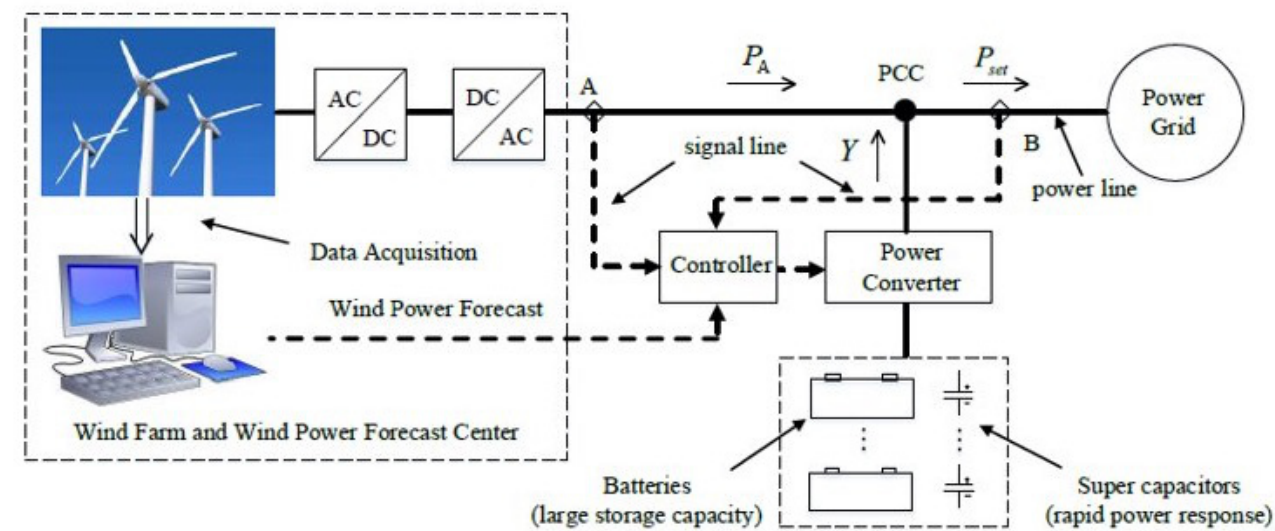 AC
DC
DC
AC
A
P_A
PCC
P_set
Power
Grid
signal line
Y
B
power line
Data Acquisition
Controller
Power
Converter
Wind Power Forecast
Wind Farm and Wind Power Forecast Center
Batteries
(large storage capacity)
Super capacitors
(rapid power response)